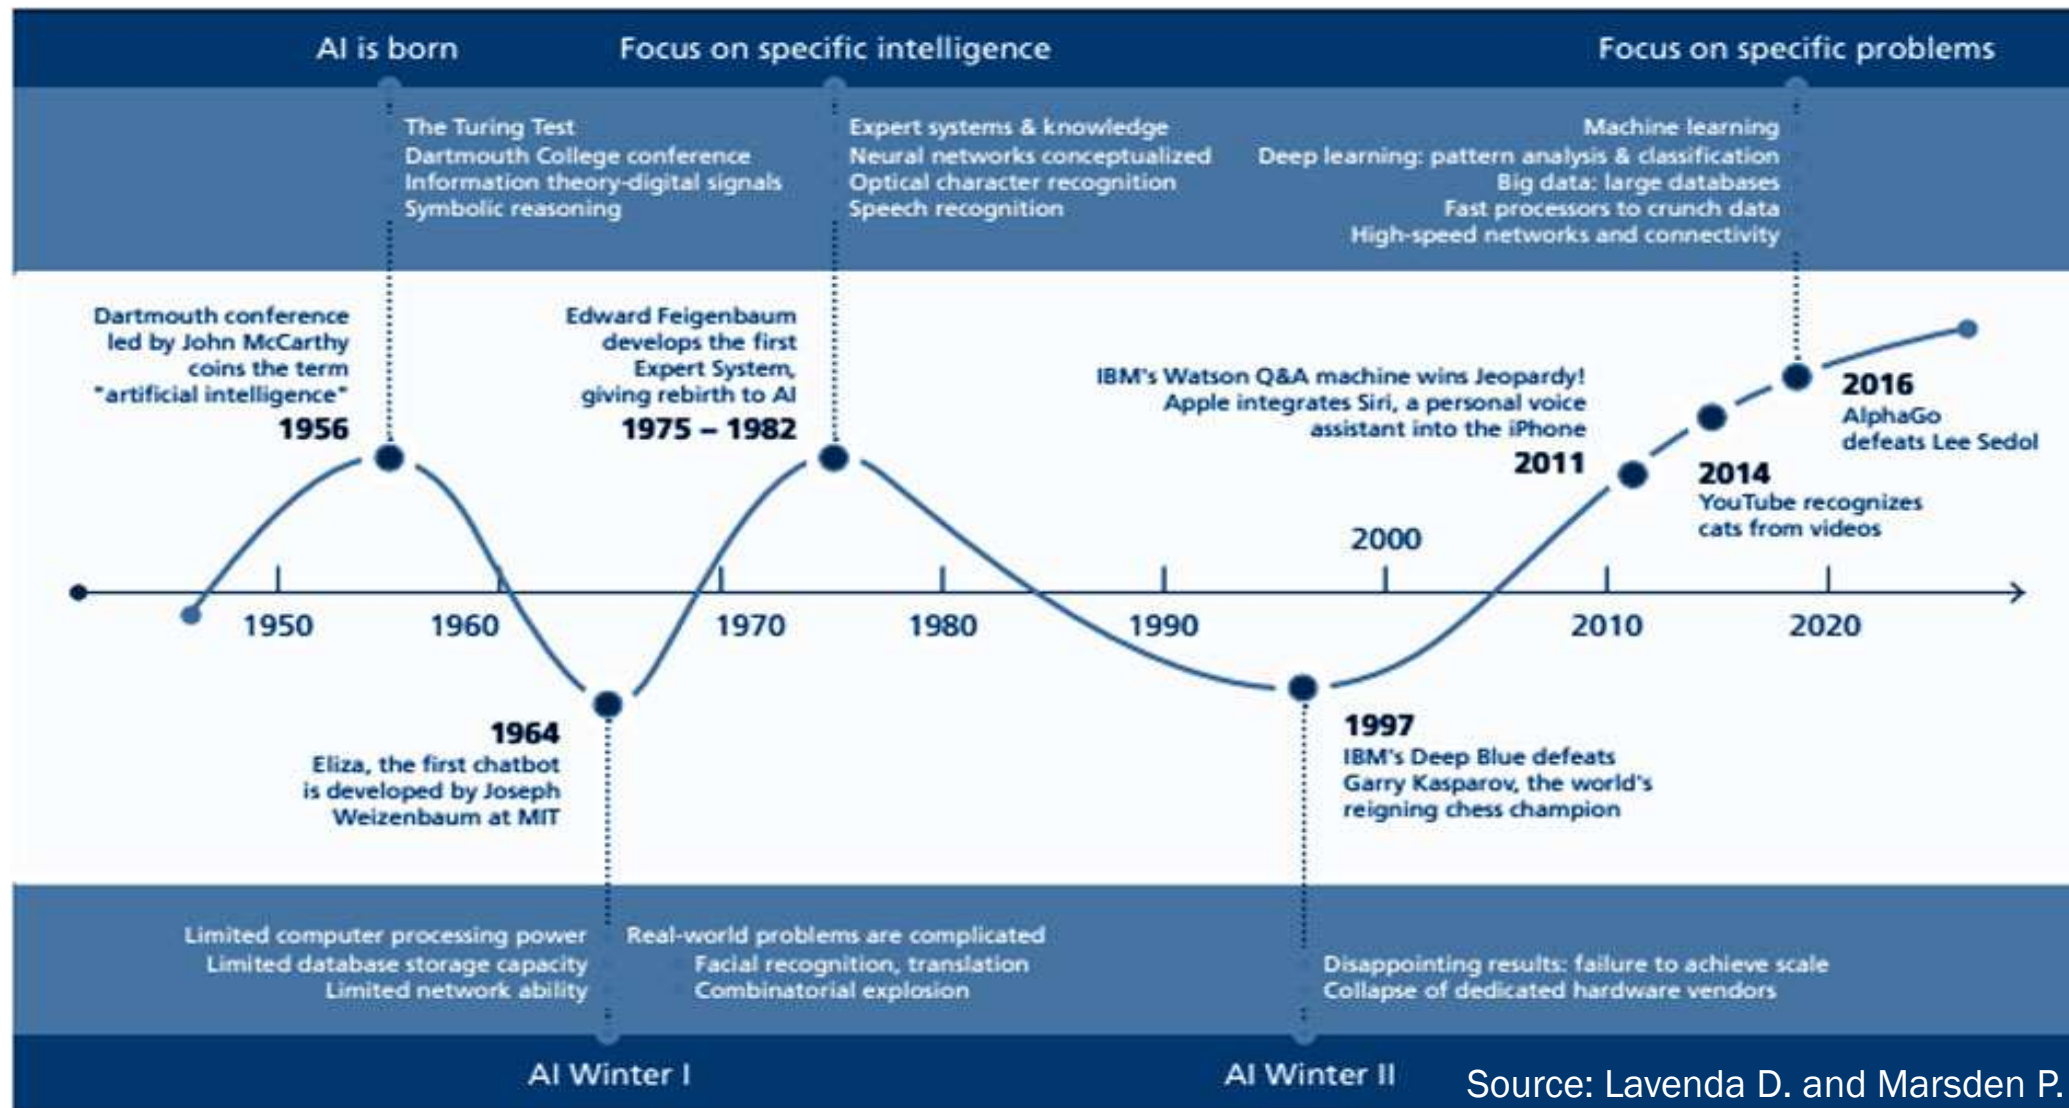 AI is born
Focus on specific intelligence
Focus on specific problems
The Turing Test
Dartmouth College conference
Information theory-digital signals
Symbolic reasoning
Expert systems & knowledge
Neural networks conceptualized
Optical character recognition
Speech recognition
Machine learning
Deep learning: pattern analysis & classification
Big data: large databases
Fast processors to crunch data
High-speed networks and connectivity
Dartmouth conference
led by John McCarthy
coins the term
"artificial intelligence"
1956
Edward Feigenbaum
develops the first
Expert System,
giving rebirth to AI
1975 – 1982
IBM's Watson Q&A machine wins Jeopardy!
Apple integrates Siri, a personal voice
assistant into the iPhone
2011
2016
AlphaGo
defeats Lee Sedol
2014
YouTube recognizes
cats from videos
1950
1960
1970
1980
1990
2000
2010
2020
1964
Eliza, the first chatbot
is developed by Joseph
Weizenbaum at MIT
1997
IBM's Deep Blue defeats
Garry Kasparov, the world's
reigning chess champion
Limited computer processing power
Limited database storage capacity
Limited network ability
Real-world problems are complicated
Facial recognition, translation
Combinatorial explosion
Disappointing results: failure to achieve scale
Collapse of dedicated hardware vendors
AI Winter I
AI Winter II
Source: Lavenda D. and Marsden P.